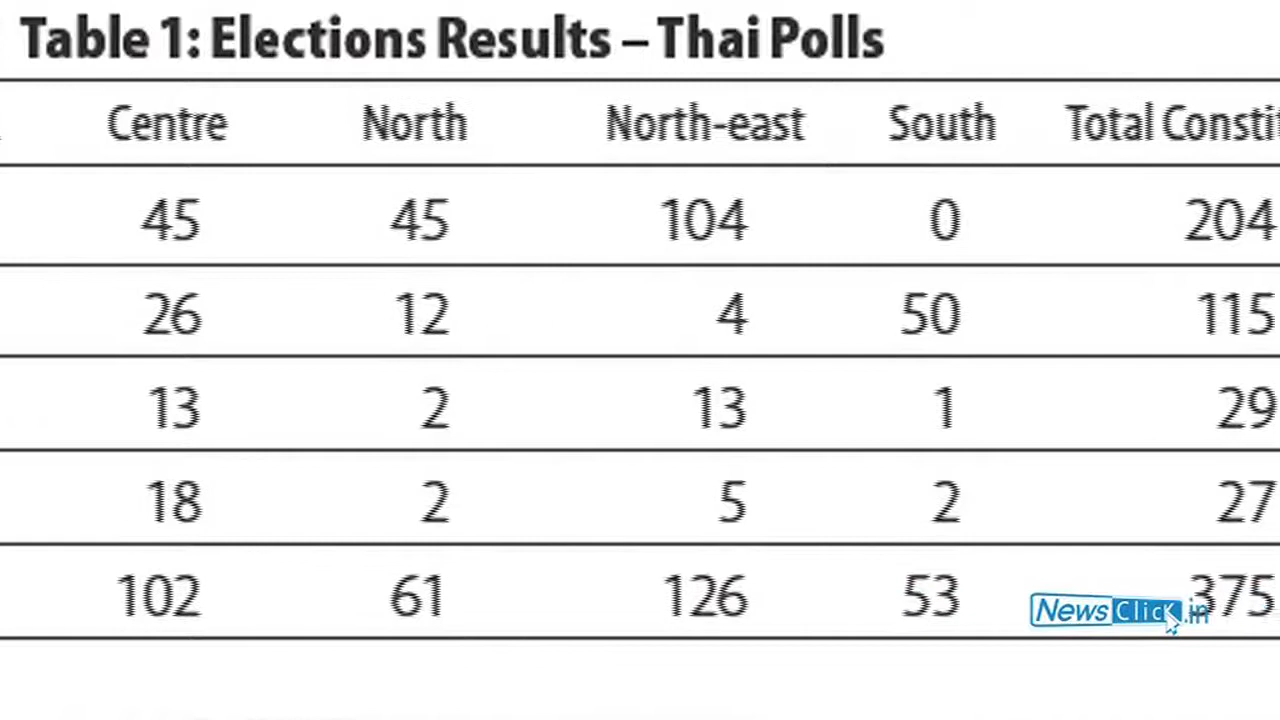 Table 1: Elections Results – Thai Polls
Centre North North-east South Total Constit
45 45 104 0 204
26 12 4 50 115
13 2 13 1 29
18 2 5 2 27
102 61 126 53 375
NewsClick.in